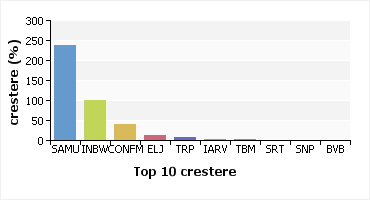 crestere (%)
300
250
200
150
100
50
0
SAMU INBW CONFM ELJ TRP IARV TBM SRT SNP BVB
Top 10 crestere